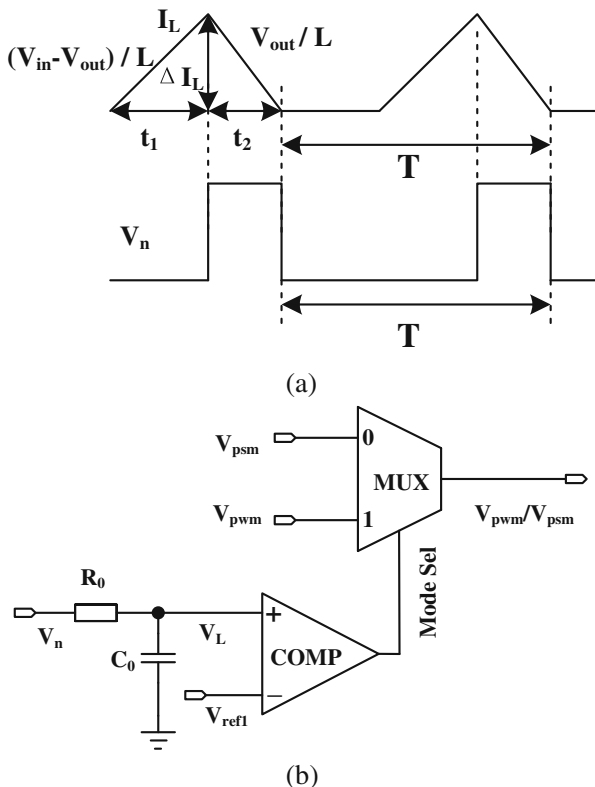 I_L
(V_in-V_out) / L
V_out / L
Δ I_L
t_1
t_2
T
V_n
T
(a)
V_psm
0
MUX
V_pwm
1
V_pwm/V_psm
Mode Sel
R_0
V_n
V_L
+
COMP
C_0
−
V_ref1
(b)